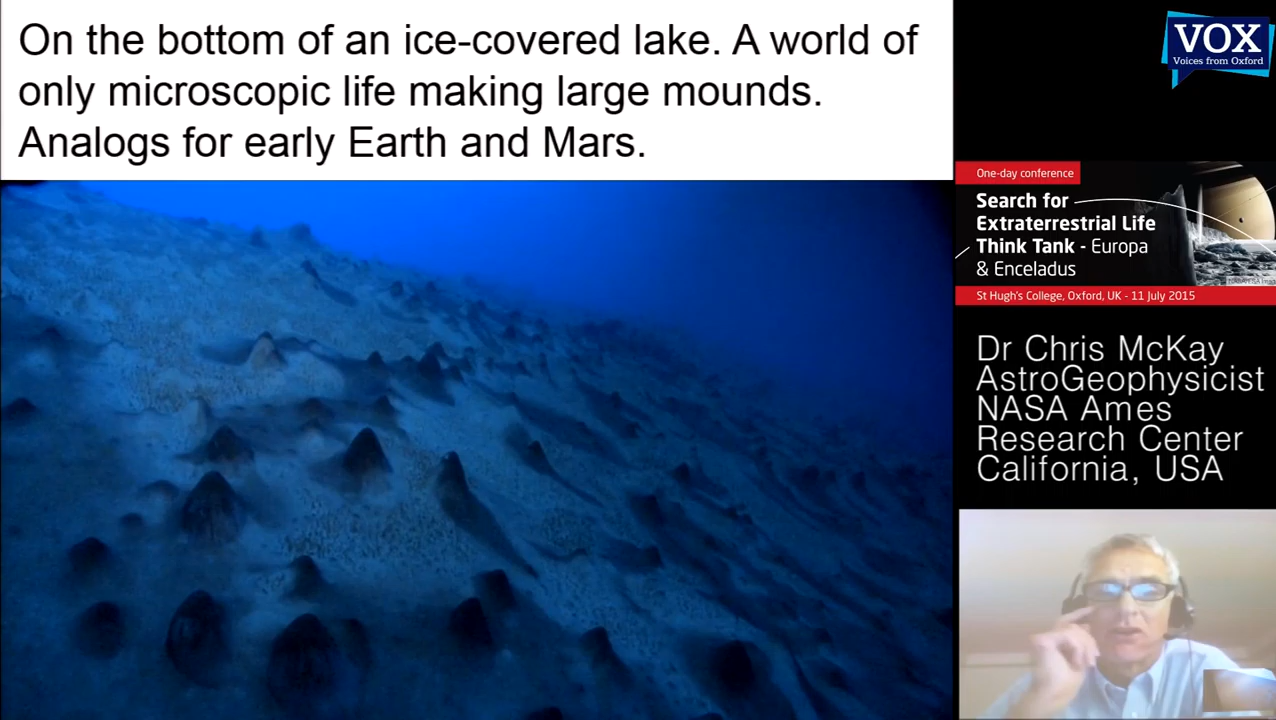 On the bottom of an ice-covered lake. A world of
only microscopic life making large mounds.
Analogs for early Earth and Mars.
VOX
Voices from Oxford
One-day conference
Search for
Extraterrestrial Life
Think Tank - Europa
& Enceladus
St Hugh's College, Oxford, UK - 11 July 2015
Dr Chris McKay
AstroGeophysicist
NASA Ames
Research Center
California, USA